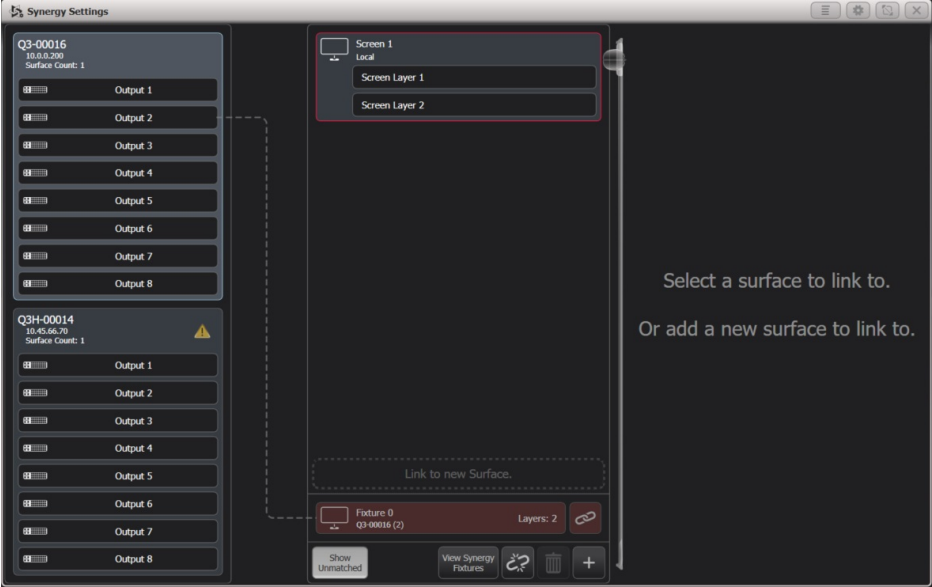 Synergy Settings
Q3-00016
10.0.0.200
Surface Count: 1
Output 1
Output 2
Output 3
Output 4
Output 5
Output 6
Output 7
Output 8
Q3H-00014
10.45.66.70
Surface Count: 1
Output 1
Output 2
Output 3
Output 4
Output 5
Output 6
Output 7
Output 8
Screen 1
Local
Screen Layer 1
Screen Layer 2
Link to new Surface.
Fixture 0
Q3-00016 (2)
Layers: 2
Show
Unmatched
View Synergy
Fixtures
Select a surface to link to.
Or add a new surface to link to.